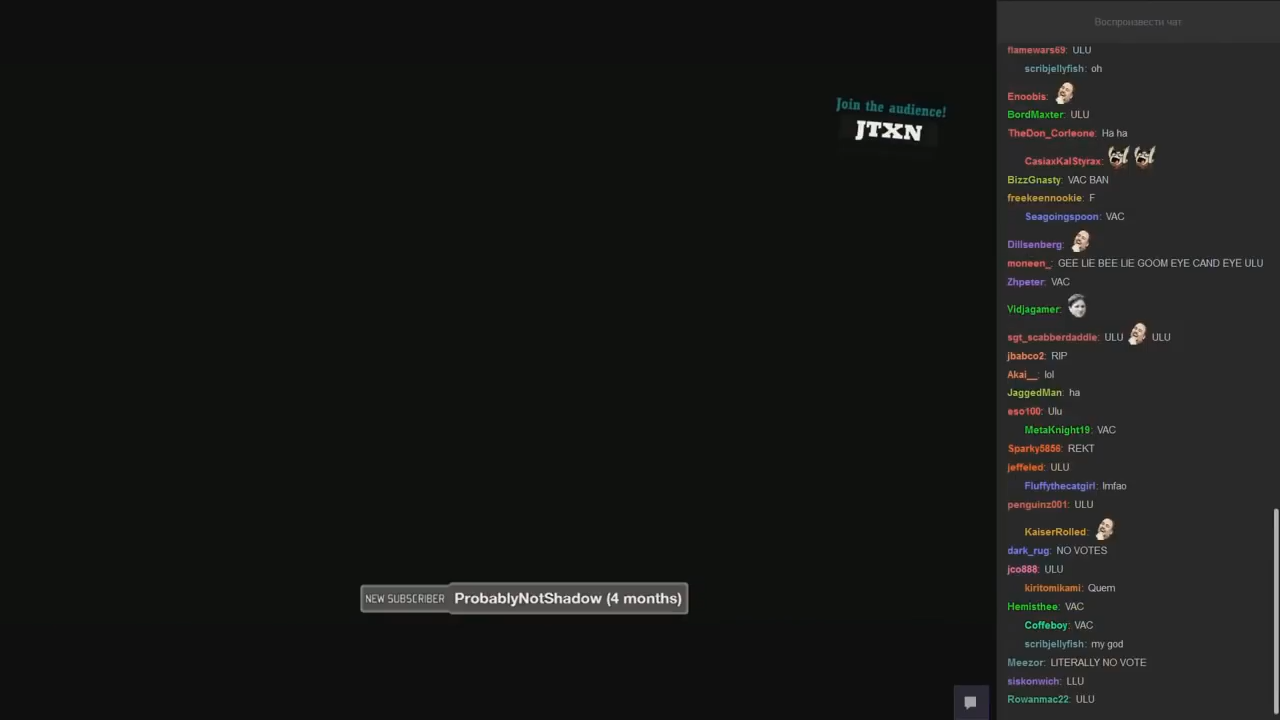 Join the audience!
JTXN
NEW SUBSCRIBER ProbablyNotShadow (4 months)
Воспроизвести чат
flamewars69: ULU
scribjellyfish: oh
Enoobis:
BordMaxter: ULU
TheDon_Corleone: Ha ha
CasiaxKalStyrax:
BizzGnasty: VAC BAN
freekeennookie: F
Seagoingspoon: VAC
Dillsenberg:
moneen_: GEE LIE BEE LIE GOOM EYE CAND EYE ULU
Zhpeter: VAC
Vidjagamer:
sgt_scabberdaddle: ULU ULU
jbabco2: RIP
Akai__: lol
JaggedMan: ha
eso100: Ulu
MetaKnight19: VAC
Sparky5856: REKT
jeffeled: ULU
Fluffythecatgirl: lmfao
penguinz001: ULU
KaiserRolled:
dark_rug: NO VOTES
jco888: ULU
kiritomikami: Quem
Hemisthee: VAC
Coffeboy: VAC
scribjellyfish: my god
Meezor: LITERALLY NO VOTE
siskonwich: LLU
Rowanmac22: ULU